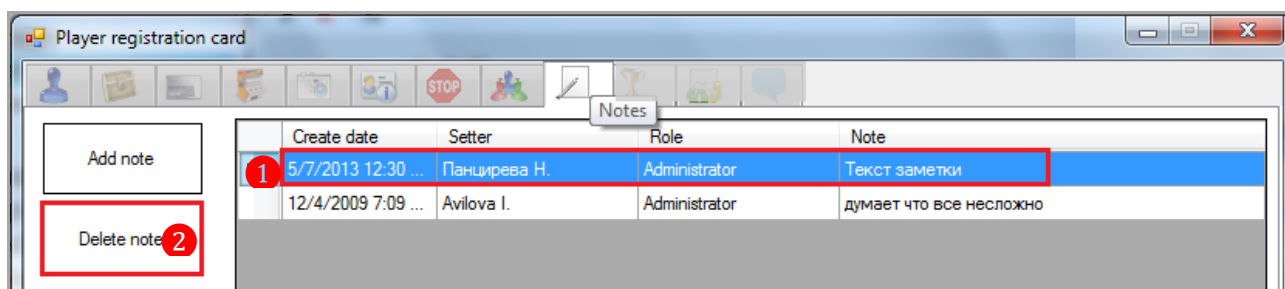 Player registration card
STOP
Notes
Add note
Create date Setter Role Note
1 5/7/2013 12:30 ... Панцирева Н. Administrator Текст заметки
12/4/2009 7:09 ... Avilova I. Administrator думает что все несложно
Delete note 2